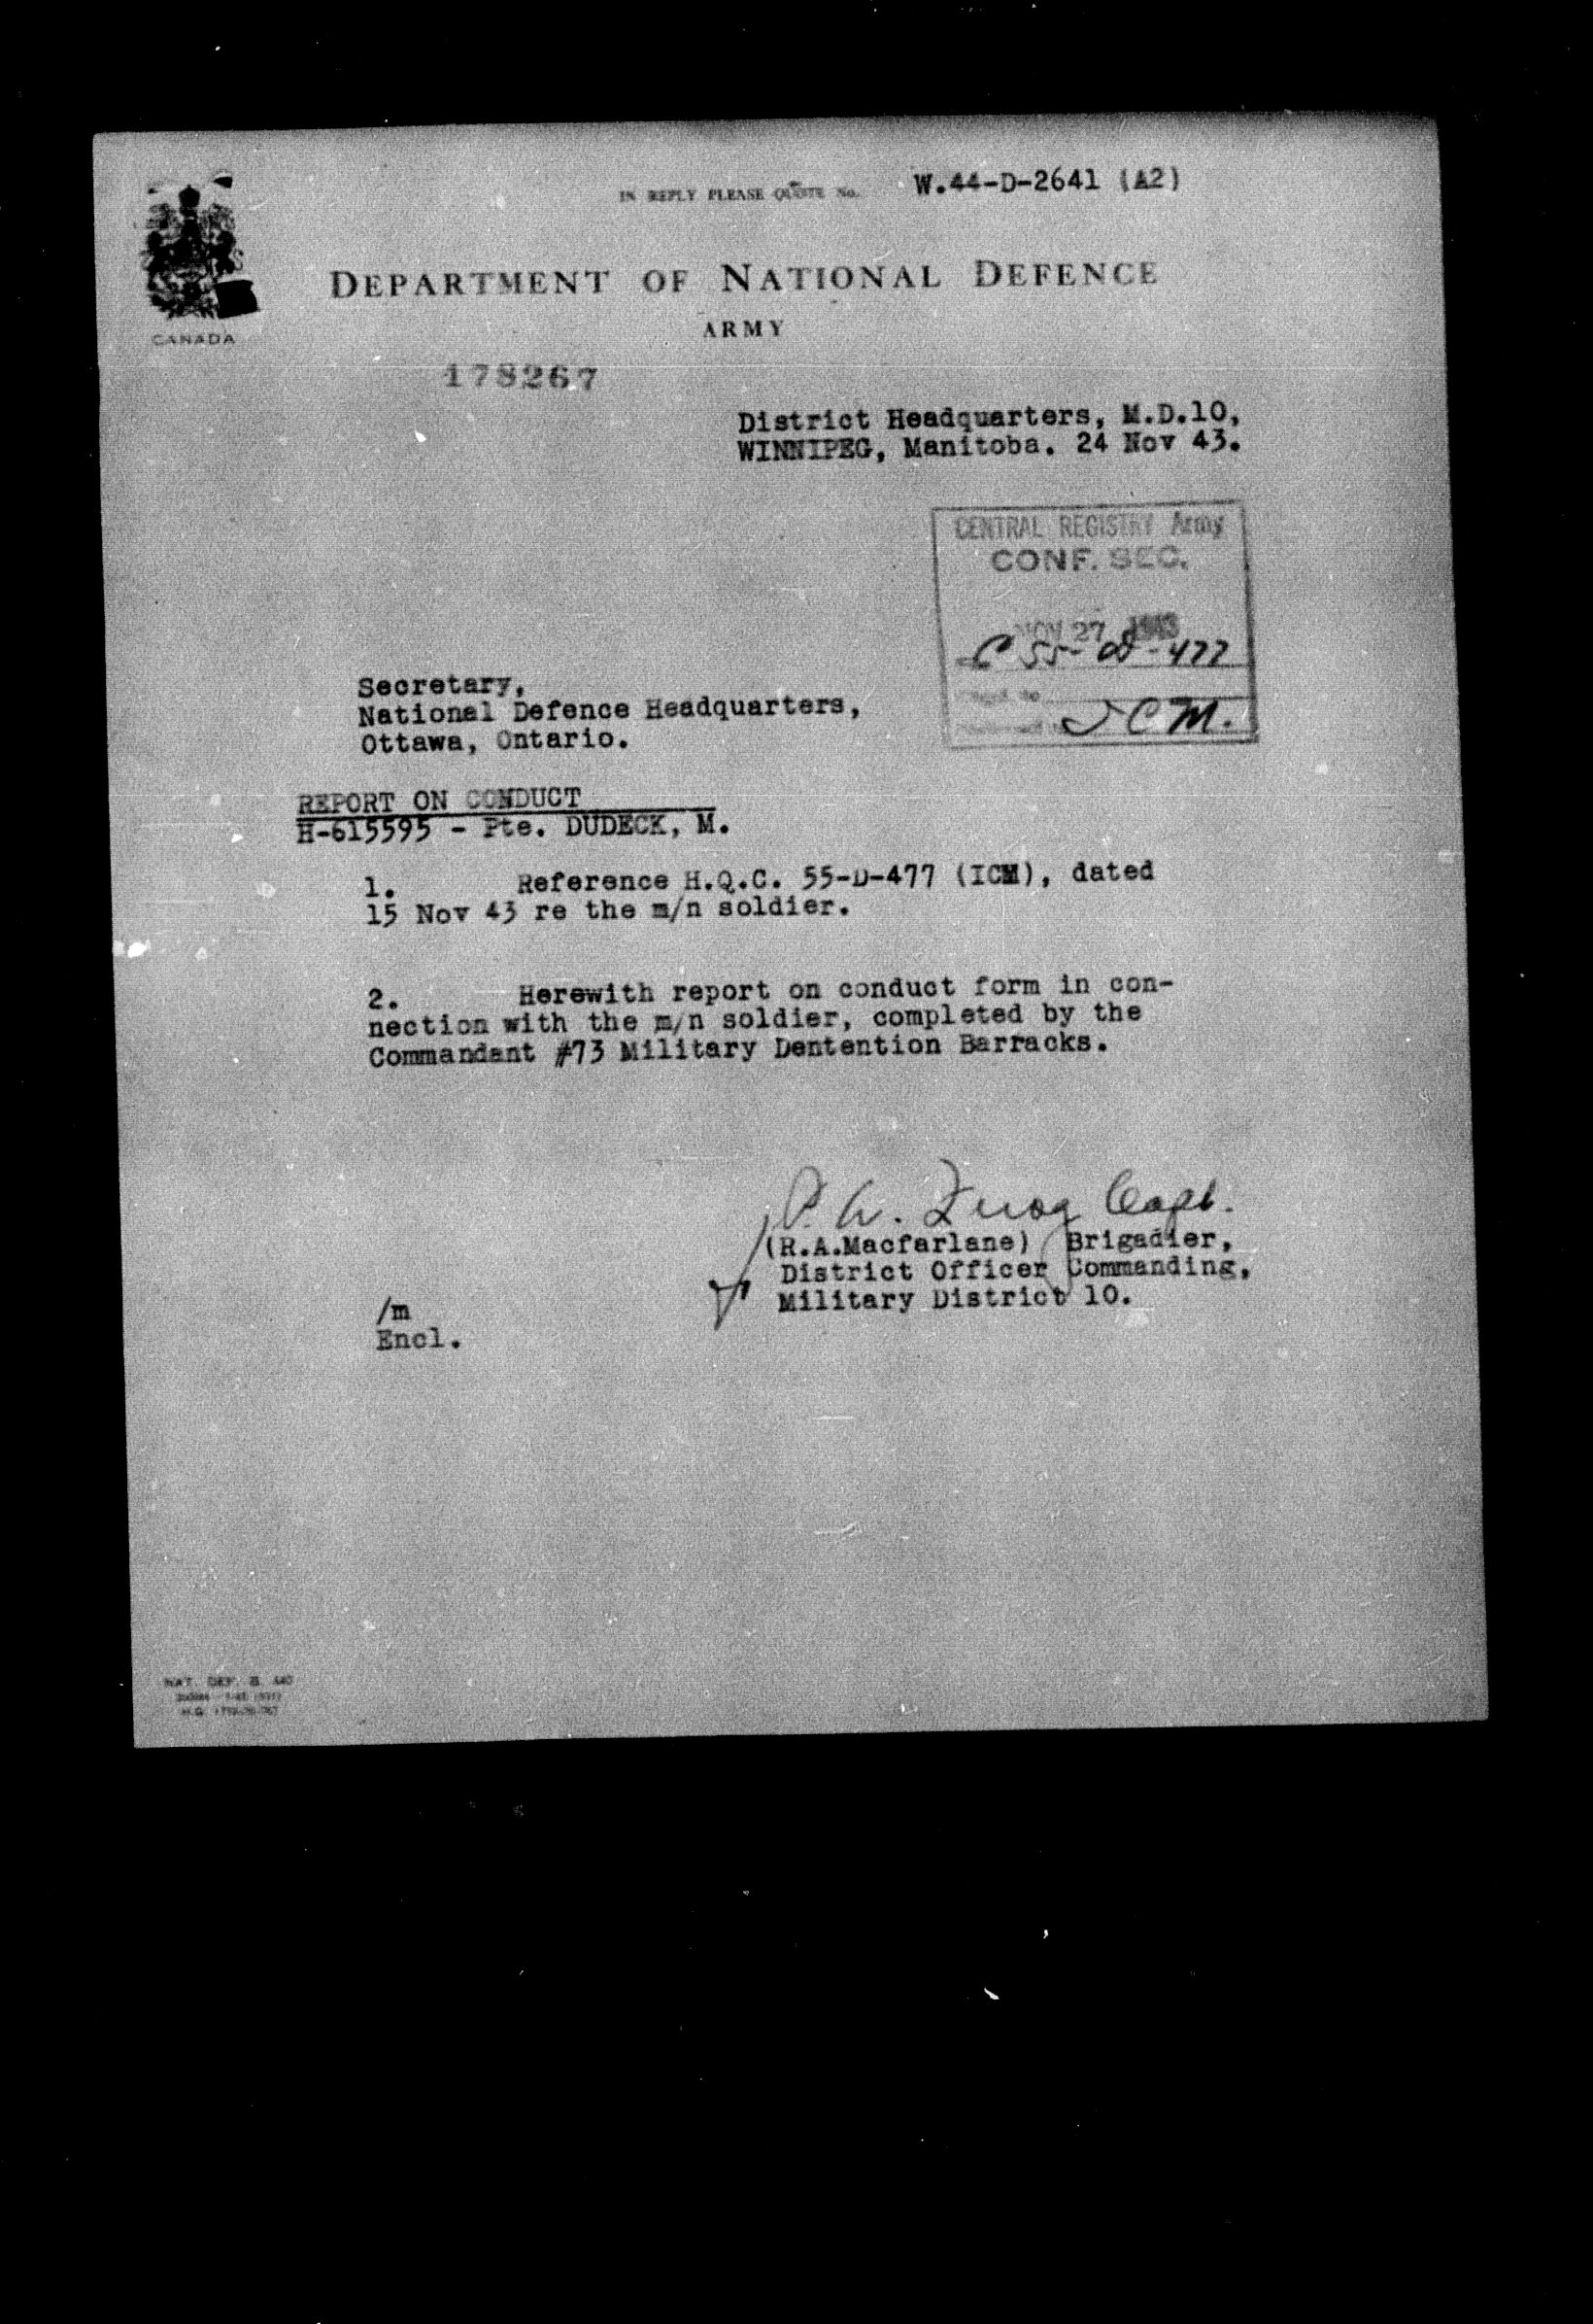 IN REPLY PLEASE QUOTE No. W.44-D-2641 (A2)
DEPARTMENT OF NATIONAL DEFENCE
ARMY
CANADA
178267
District Headquarters, M.D.10,
WINNIPEG, Manitoba. 24 Nov 43.
CENTRAL REGISTRY Army
CONF. SEC.
NOV 27 1943
C 55-D-477
ICM.
Secretary,
National Defence Headquarters,
Ottawa, Ontario.
REPORT ON CONDUCT
H-615595 - Pte. DUDECK, M.
1. Reference H.Q.C. 55-D-477 (ICM), dated
15 Nov 43 re the m/n soldier.
2. Herewith report on conduct form in con-
nection with the m/n soldier, completed by the
Commandant #73 Military Dentention Barracks.
Capt.
(R.A.Macfarlane) Brigadier,
District Officer Commanding,
Military District 10.
/m
Encl.
NAT. DEF. B.